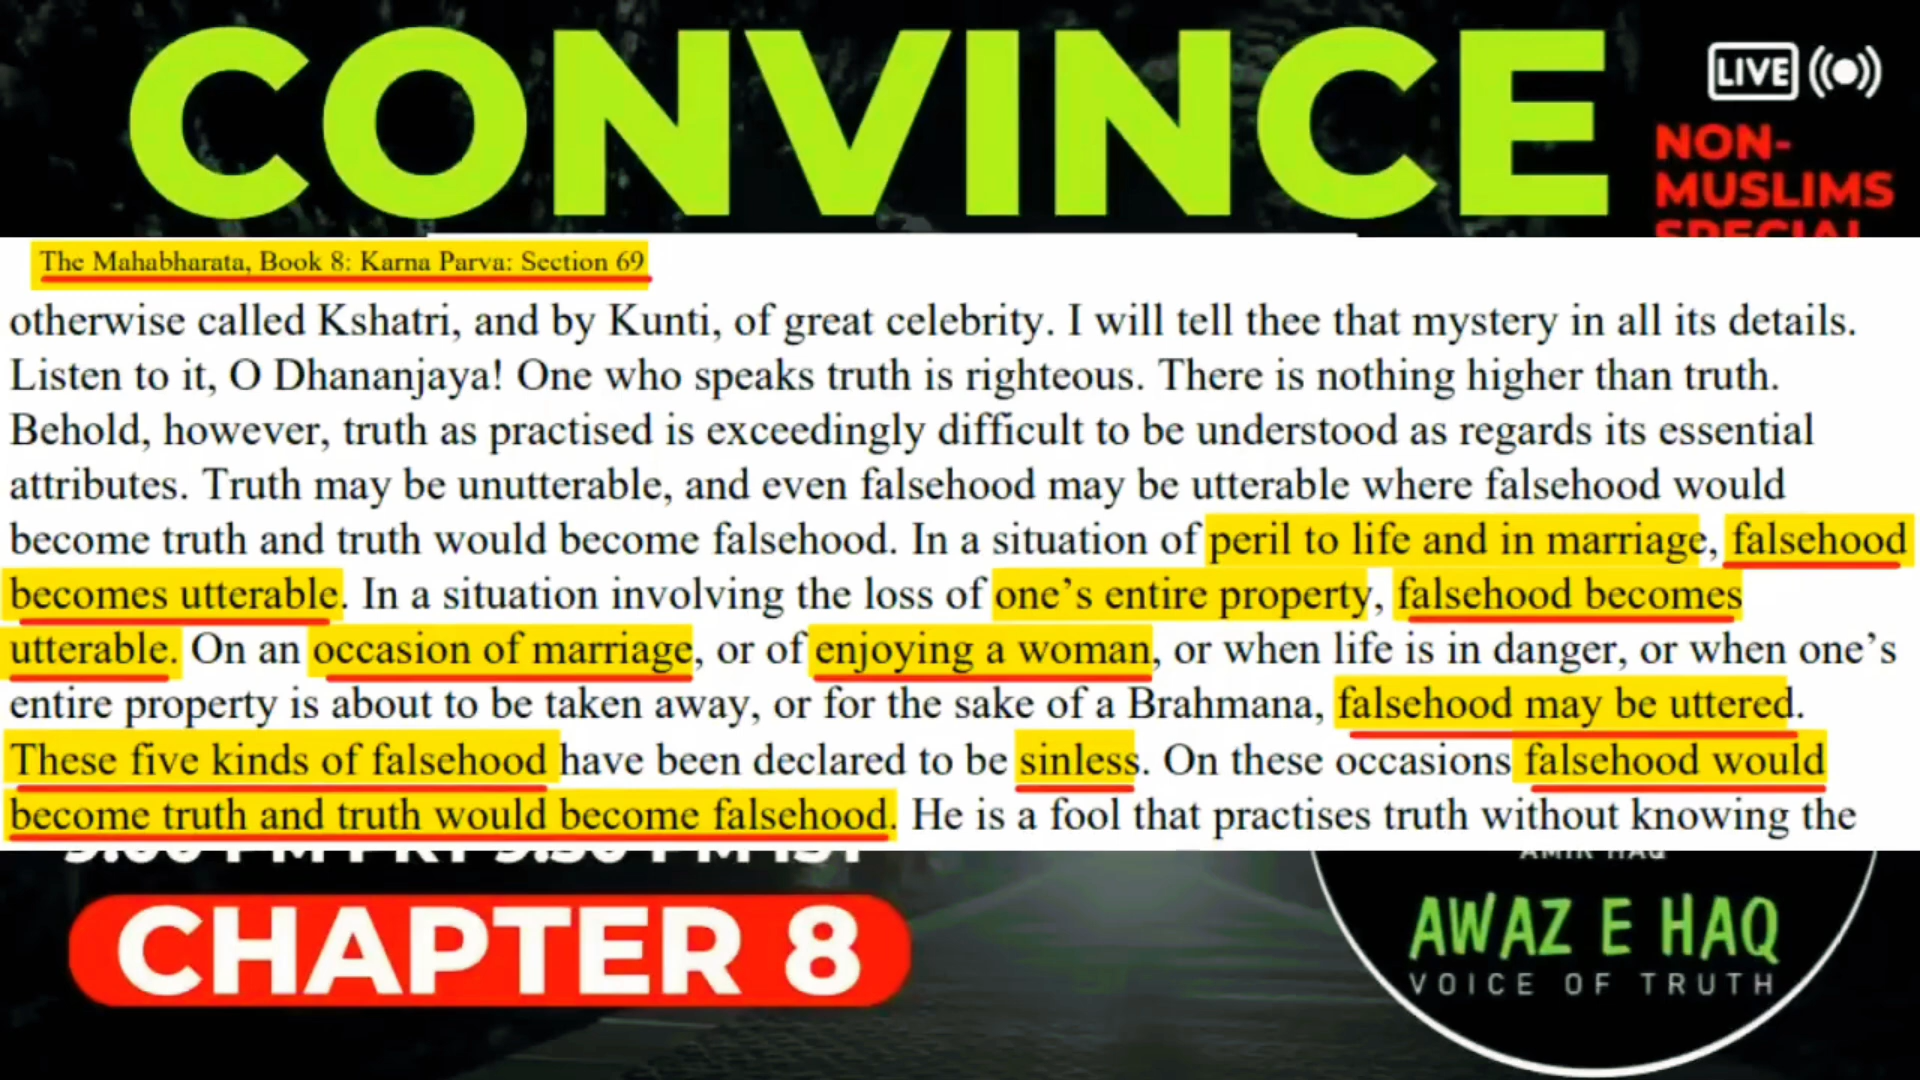 CONVINCE
LIVE
NON-
MUSLIMS
SPECIAL
The Mahabharata, Book 8: Karna Parva: Section 69
otherwise called Kshatri, and by Kunti, of great celebrity. I will tell thee that mystery in all its details.
Listen to it, O Dhananjaya! One who speaks truth is righteous. There is nothing higher than truth.
Behold, however, truth as practised is exceedingly difficult to be understood as regards its essential
attributes. Truth may be unutterable, and even falsehood may be utterable where falsehood would
become truth and truth would become falsehood. In a situation of peril to life and in marriage, falsehood
becomes utterable. In a situation involving the loss of one’s entire property, falsehood becomes
utterable. On an occasion of marriage, or of enjoying a woman, or when life is in danger, or when one’s
entire property is about to be taken away, or for the sake of a Brahmana, falsehood may be uttered.
These five kinds of falsehood have been declared to be sinless. On these occasions falsehood would
become truth and truth would become falsehood. He is a fool that practises truth without knowing the
AMIR HAQ
CHAPTER 8
AWAZ E HAQ
VOICE OF TRUTH